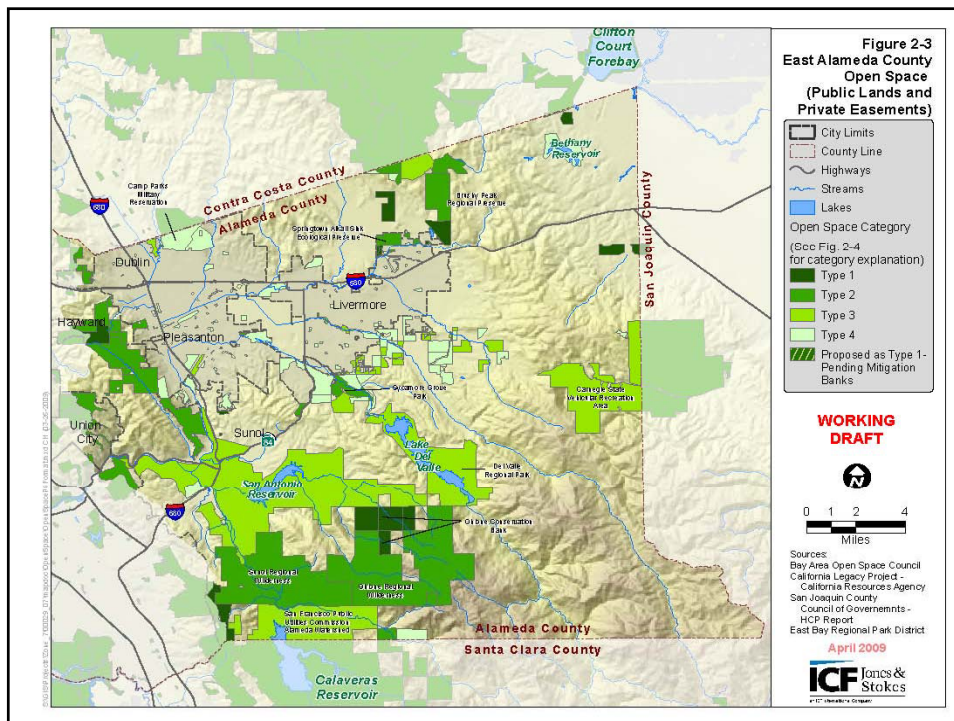 Figure 2-3
East Alameda County
Open Space
(Public Lands and
Private Easements)
City Limits
County Line
Highways
Streams
Lakes
Open Space Category
(See Fig. 2-4
for category explanation)
Type 1
Type 2
Type 3
Type 4
Proposed as Type 1-
Pending Mitigation
Banks
WORKING
DRAFT
N
0 1 2 4
Miles
Sources:
Bay Area Open Space Council
California Legacy Project -
California Resources Agency
San Joaquin County
Council of Governemnts -
HCP Report
East Bay Regional Park District
April 2009
ICF Jones &
Stokes
an ICF International Company
Clifton
Court
Forebay
Bethany
Reservoir
Contra Costa County
Alameda County
San Joaquin County
Camp Parks
Military
Reservation
Brushy Peak
Regional Preserve
Springtown Alkali Sink
Ecological Preserve
680
Dublin
680
Livermore
Hayward
Pleasanton
Sycamore Grove
Park
Carnegie State
Vehicular Recreation
Area
Union
City
Sunol
84
Lake
Del
Valle
Del Valle
Regional Park
San Antonio
Reservoir
680
Ohlone Conservation
Bank
Sunol Regional
Wilderness
Ohlone Regional
Wilderness
San Francisco Public
Utilities Commission
Alameda Watershed
Alameda County
Santa Clara County
Calaveras
Reservoir